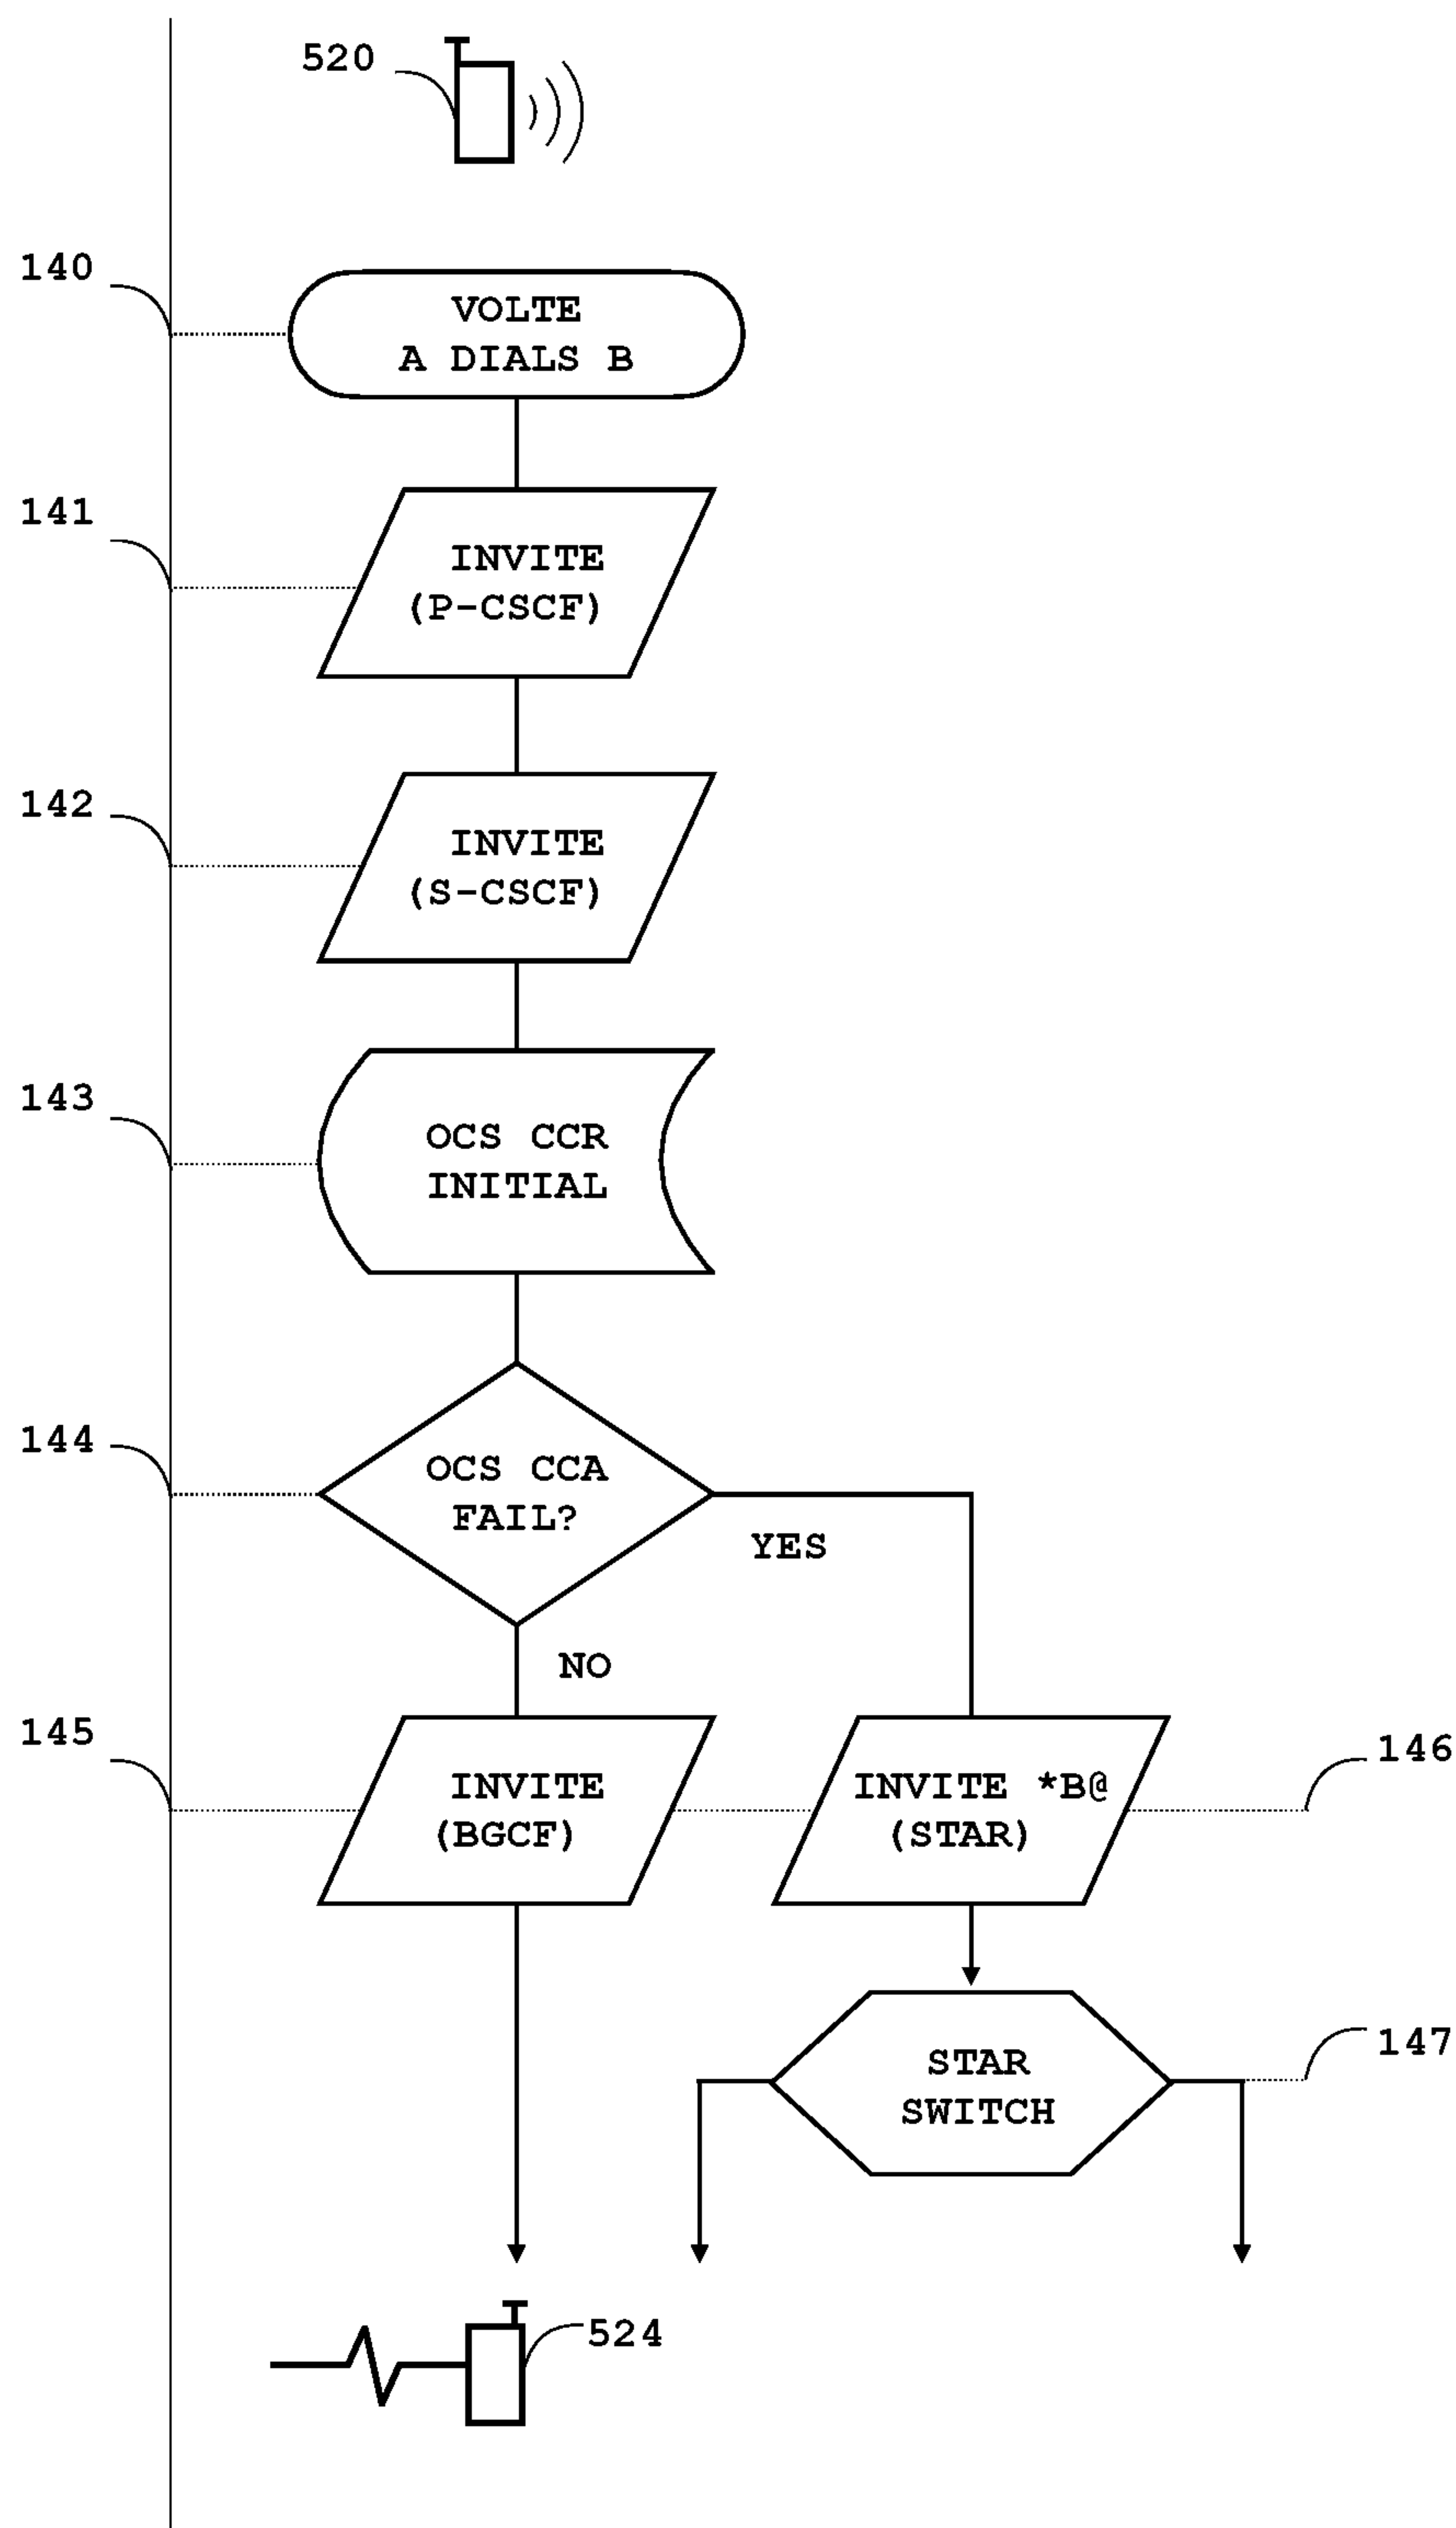 520
140
VOLTE
A DIALS B
141
INVITE
(P-CSCF)
142
INVITE
(S-CSCF)
143
OCS CCR
INITIAL
144
OCS CCA
FAIL?
YES
NO
145
INVITE
(BGCF)
INVITE *B@
(STAR)
146
STAR
SWITCH
147
524